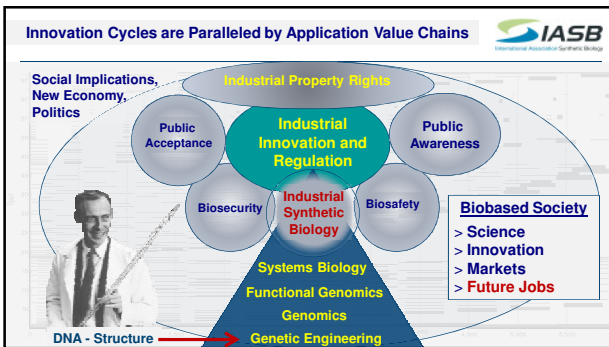 Innovation Cycles are Paralleled by Application Value Chains
IASB
International Association Synthetic Biology
Social Implications,
New Economy,
Politics
Industrial Property Rights
Public
Acceptance
Industrial
Innovation and
Regulation
Public
Awareness
Biosecurity
Industrial
Synthetic
Biology
Biosafety
Biobased Society
> Science
> Innovation
> Markets
> Future Jobs
Systems Biology
Functional Genomics
Genomics
DNA - Structure
Genetic Engineering